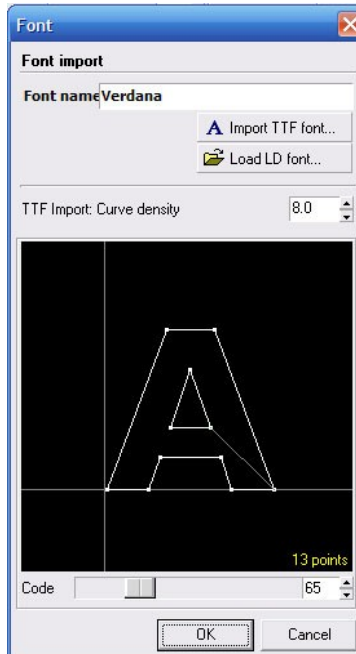 Font
Font import
Font name Verdana
Import TTF font...
Load LD font...
TTF Import: Curve density 8.0
A
13 points
Code 65
OK Cancel